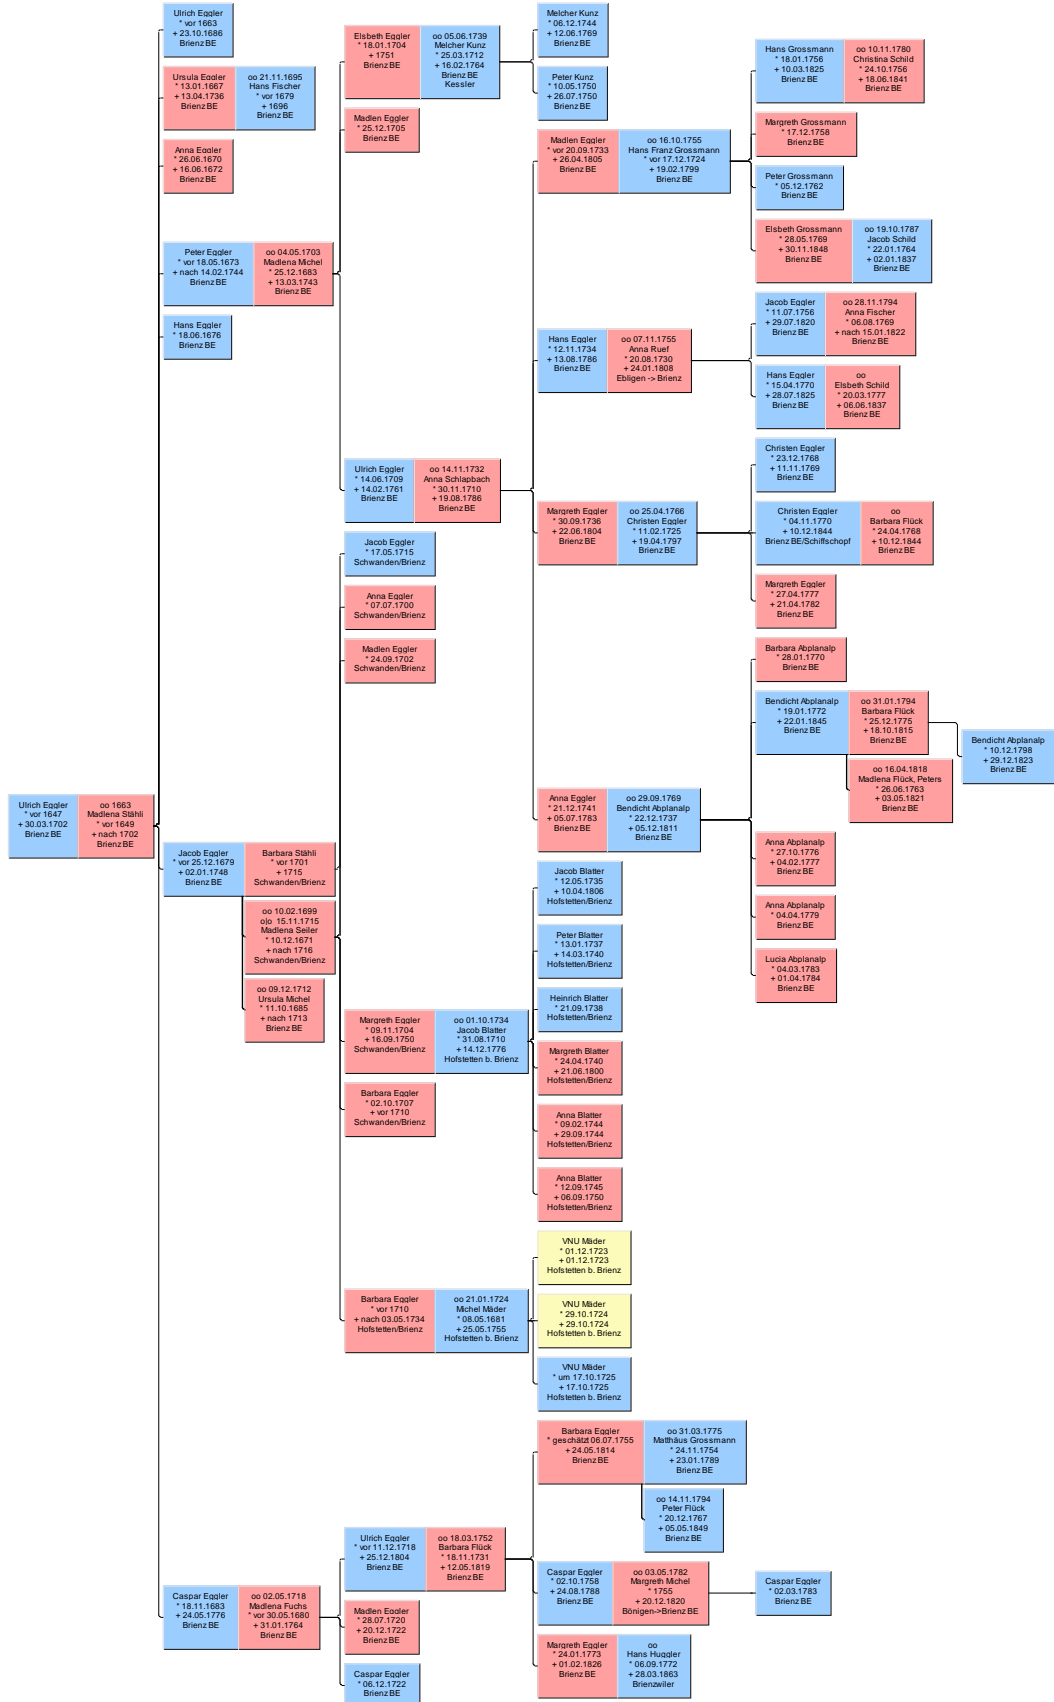 Ulrich Eggler
* vor 1647
+ 30.03.1702
Brienz BE
oo 1663
Madlena Stähli
* vor 1649
+ nach 1702
Brienz BE
Ulrich Eggler
* vor 1663
+ 23.10.1686
Brienz BE
Ursula Eggler
* 13.01.1667
+ 13.04.1736
Brienz BE
oo 21.11.1695
Hans Fischer
* vor 1679
+ 1696
Brienz BE
Anna Eggler
* 26.06.1670
+ 16.06.1672
Brienz BE
Peter Eggler
* vor 18.05.1673
+ nach 14.02.1744
Brienz BE
oo 04.05.1703
Madlena Michel
* 25.12.1683
+ 13.03.1743
Brienz BE
Hans Eggler
* 18.06.1676
Brienz BE
Jacob Eggler
* vor 25.12.1679
+ 02.01.1748
Brienz BE
Barbara Stähli
* vor 1701
+ 1715
Schwanden/Brienz
oo 10.02.1699
o|o 15.11.1715
Madlena Seiler
* 10.12.1671
+ nach 1716
Schwanden/Brienz
oo 09.12.1712
Ursula Michel
* 11.10.1685
+ nach 1713
Brienz BE
Caspar Eggler
* 18.11.1683
+ 24.05.1776
Brienz BE
oo 02.05.1718
Madlena Fuchs
* vor 30.05.1680
+ 31.01.1764
Brienz BE
Elsbeth Eggler
* 18.01.1704
+ 1751
Brienz BE
oo 05.06.1739
Melcher Kunz
* 25.03.1712
+ 16.02.1764
Brienz BE
Kessler
Madlen Eggler
* 25.12.1705
Brienz BE
Ulrich Eggler
* 14.06.1709
+ 14.02.1761
Brienz BE
oo 14.11.1732
Anna Schlapbach
* 30.11.1710
+ 19.08.1786
Brienz BE
Jacob Eggler
* 17.05.1715
Schwanden/Brienz
Anna Eggler
* 07.07.1700
Schwanden/Brienz
Madlen Eggler
* 24.09.1702
Schwanden/Brienz
Margreth Eggler
* 09.11.1704
+ 16.09.1750
Schwanden/Brienz
oo 01.10.1734
Jacob Blatter
* 31.08.1710
+ 14.12.1776
Hofstetten b. Brienz
Barbara Eggler
* 02.10.1707
+ vor 1710
Schwanden/Brienz
Barbara Eggler
* vor 1710
+ nach 03.05.1734
Hofstetten/Brienz
oo 21.01.1724
Michel Mäder
* 08.05.1681
+ 25.05.1755
Hofstetten b. Brienz
Ulrich Eggler
* vor 11.12.1718
+ 25.12.1804
Brienz BE
oo 18.03.1752
Barbara Flück
* 18.11.1731
+ 12.05.1819
Brienz BE
Madlen Eggler
* 28.07.1720
+ 20.12.1722
Brienz BE
Caspar Eggler
* 06.12.1722
Brienz BE
Melcher Kunz
* 06.12.1744
+ 12.06.1769
Brienz BE
Peter Kunz
* 10.05.1750
+ 26.07.1750
Brienz BE
Madlen Eggler
* vor 20.09.1733
+ 26.04.1805
Brienz BE
oo 16.10.1755
Hans Franz Grossmann
* vor 17.12.1724
+ 19.02.1799
Brienz BE
Hans Eggler
* 12.11.1734
+ 13.08.1786
Brienz BE
oo 07.11.1755
Anna Ruef
* 20.08.1730
+ 24.01.1808
Ebligen -> Brienz
Margreth Eggler
* 30.09.1736
+ 22.06.1804
Brienz BE
oo 25.04.1766
Christen Eggler
* 11.02.1725
+ 19.04.1797
Brienz BE
Anna Eggler
* 21.12.1741
+ 05.07.1783
Brienz BE
oo 29.09.1769
Bendicht Abplanalp
* 22.12.1737
+ 05.12.1811
Brienz BE
Jacob Blatter
* 12.05.1735
+ 10.04.1806
Hofstetten/Brienz
Peter Blatter
* 13.01.1737
+ 14.03.1740
Hofstetten/Brienz
Heinrich Blatter
* 21.09.1738
Hofstetten/Brienz
Margreth Blatter
* 24.04.1740
+ 21.06.1800
Hofstetten/Brienz
Anna Blatter
* 09.02.1744
+ 29.09.1744
Hofstetten/Brienz
Anna Blatter
* 12.09.1745
+ 06.09.1750
Hofstetten/Brienz
VNU Mäder
* 01.12.1723
+ 01.12.1723
Hofstetten b. Brienz
VNU Mäder
* 29.10.1724
+ 29.10.1724
Hofstetten b. Brienz
VNU Mäder
* um 17.10.1725
+ 17.10.1725
Hofstetten b. Brienz
Barbara Eggler
* geschätzt 06.07.1755
+ 24.05.1814
Brienz BE
oo 31.03.1775
Matthäus Grossmann
* 24.11.1754
+ 23.01.1789
Brienz BE
oo 14.11.1794
Peter Flück
* 20.12.1767
+ 05.05.1849
Brienz BE
Caspar Eggler
* 02.10.1758
+ 24.08.1788
Brienz BE
oo 03.05.1782
Margreth Michel
* 1755
+ 20.12.1820
Bönigen->Brienz BE
Margreth Eggler
* 24.01.1773
+ 01.02.1826
Brienz BE
oo
Hans Huggler
* 06.09.1772
+ 28.03.1863
Brienzwiler
Hans Grossmann
* 18.01.1756
+ 10.03.1825
Brienz BE
oo 10.11.1780
Christina Schild
* 24.10.1756
+ 18.06.1841
Brienz BE
Margreth Grossmann
* 17.12.1758
Brienz BE
Peter Grossmann
* 05.12.1762
Brienz BE
Elsbeth Grossmann
* 28.05.1769
+ 30.11.1848
Brienz BE
oo 19.10.1787
Jacob Schild
* 22.01.1764
+ 02.01.1837
Brienz BE
Jacob Eggler
* 11.07.1756
+ 29.07.1820
Brienz BE
oo 28.11.1794
Anna Fischer
* 06.08.1769
+ nach 15.01.1822
Brienz BE
Hans Eggler
* 15.04.1770
+ 28.07.1825
Brienz BE
oo
Elsbeth Schild
* 20.03.1777
+ 06.06.1837
Brienz BE
Christen Eggler
* 23.12.1768
+ 11.11.1769
Brienz BE
Christen Eggler
* 04.11.1770
+ 10.12.1844
Brienz BE/Schiffschopf
oo
Barbara Flück
* 24.04.1768
+ 10.12.1844
Brienz BE
Margreth Eggler
* 27.04.1777
+ 21.04.1782
Brienz BE
Barbara Abplanalp
* 28.01.1770
Brienz BE
Bendicht Abplanalp
* 19.01.1772
+ 22.01.1845
Brienz BE
oo 31.01.1794
Barbara Flück
* 25.12.1775
+ 18.10.1815
Brienz BE
oo 16.04.1818
Madlena Flück, Peters
* 26.06.1763
+ 03.05.1821
Brienz BE
Anna Abplanalp
* 27.10.1776
+ 04.02.1777
Brienz BE
Anna Abplanalp
* 04.04.1779
Brienz BE
Lucia Abplanalp
* 04.03.1783
+ 01.04.1784
Brienz BE
Caspar Eggler
* 02.03.1783
Brienz BE
Bendicht Abplanalp
* 10.12.1798
+ 29.12.1823
Brienz BE